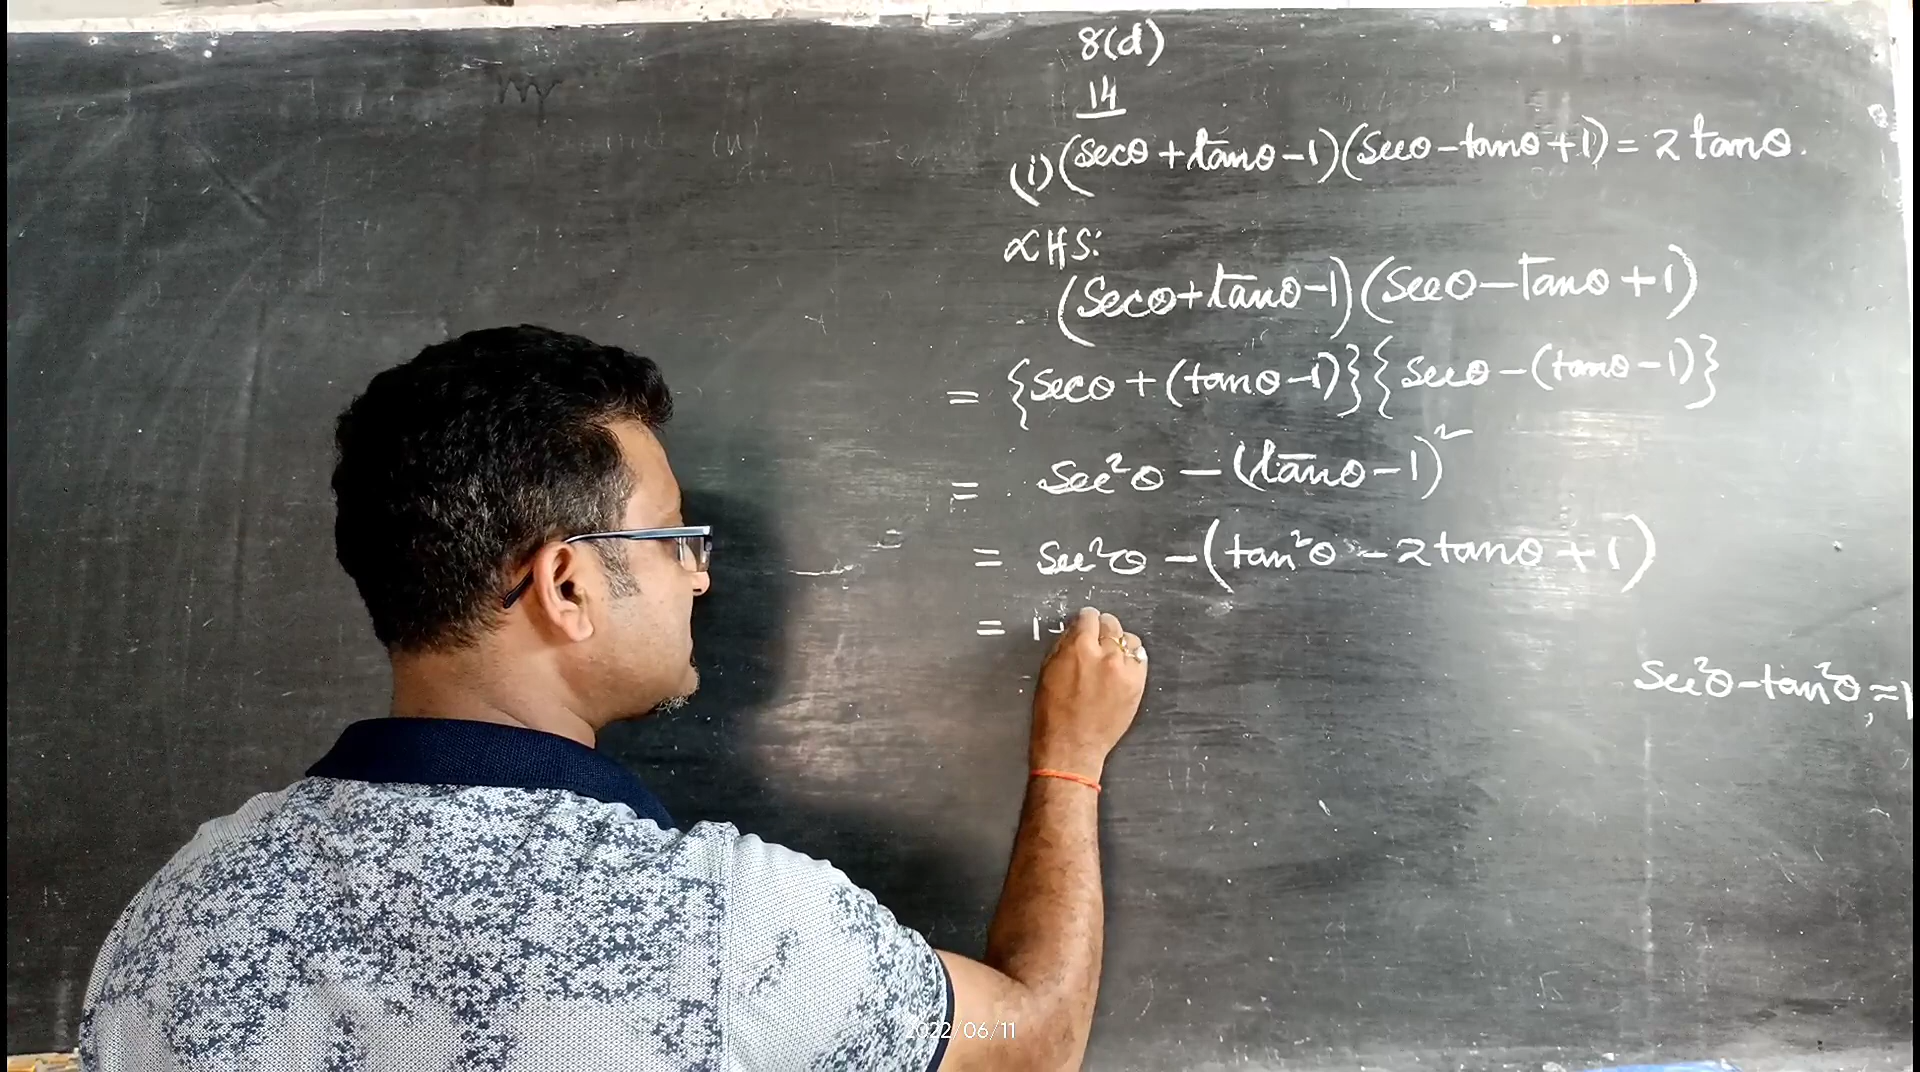 8(d)
14
(i) (secθ + tanθ - 1)(secθ - tanθ + 1) = 2 tanθ.
LHS:
(secθ + tanθ - 1)(secθ - tanθ + 1)
= {secθ + (tanθ - 1)}{secθ - (tanθ - 1)}
= sec²θ - (tanθ - 1)²
= sec²θ - (tan²θ - 2tanθ + 1)
= 1 +
sec²θ - tan²θ = 1
2022/06/11